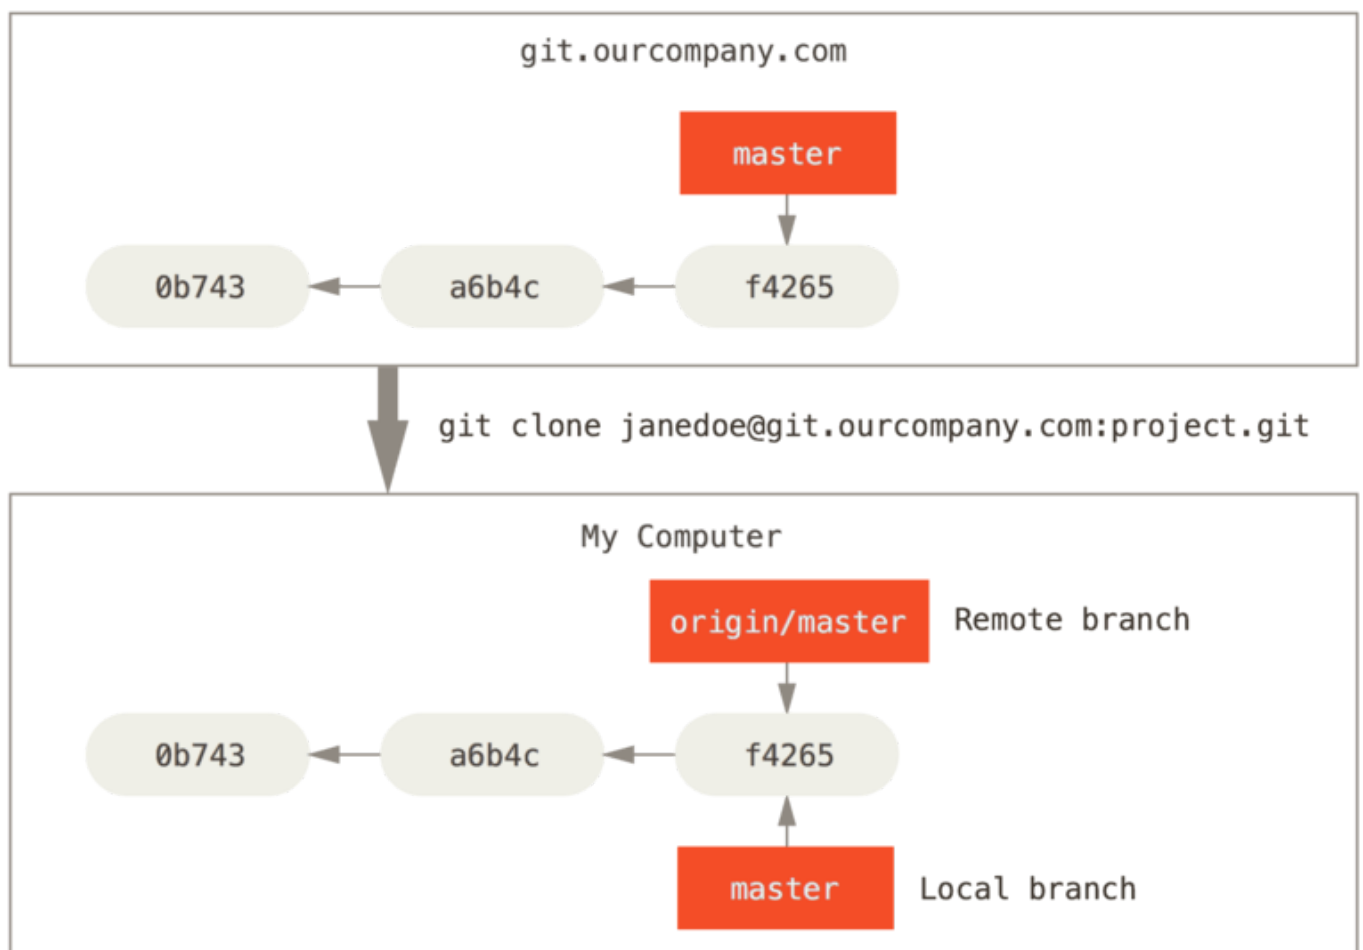 git.ourcompany.com
master
0b743 a6b4c f4265
git clone janedoe@git.ourcompany.com:project.git
My Computer
origin/master Remote branch
0b743 a6b4c f4265
master Local branch